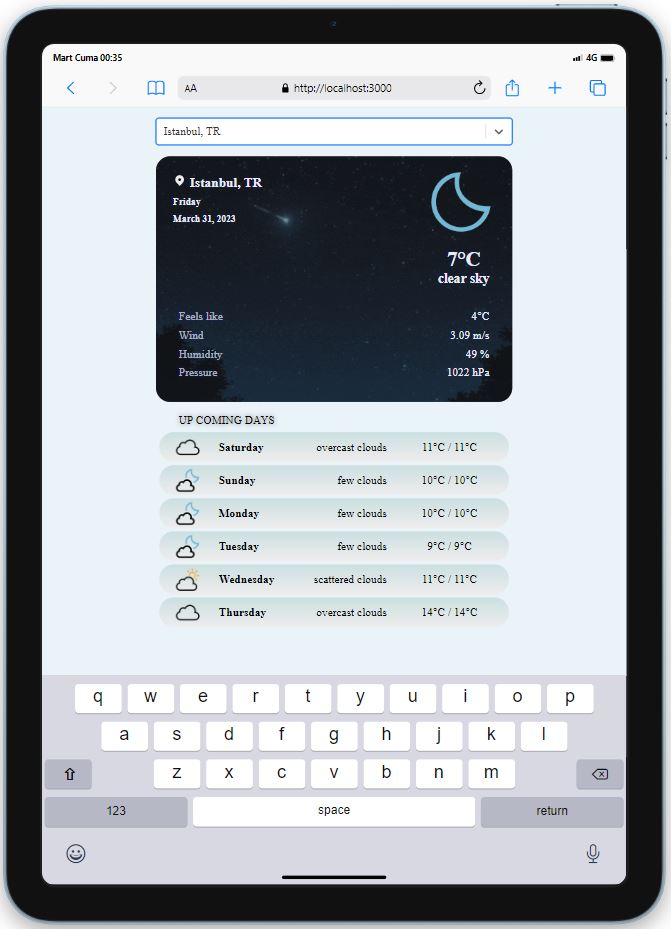 Mart Cuma 00:35
4G
AA
http://localhost:3000
Istanbul, TR
Istanbul, TR
Friday
March 31, 2023
7°C
clear sky
Feels like 4°C
Wind 3.09 m/s
Humidity 49 %
Pressure 1022 hPa
UP COMING DAYS
Saturday overcast clouds 11°C / 11°C
Sunday few clouds 10°C / 10°C
Monday few clouds 10°C / 10°C
Tuesday few clouds 9°C / 9°C
Wednesday scattered clouds 11°C / 11°C
Thursday overcast clouds 14°C / 14°C
q w e r t y u i o p
a s d f g h j k l
z x c v b n m
123 space return